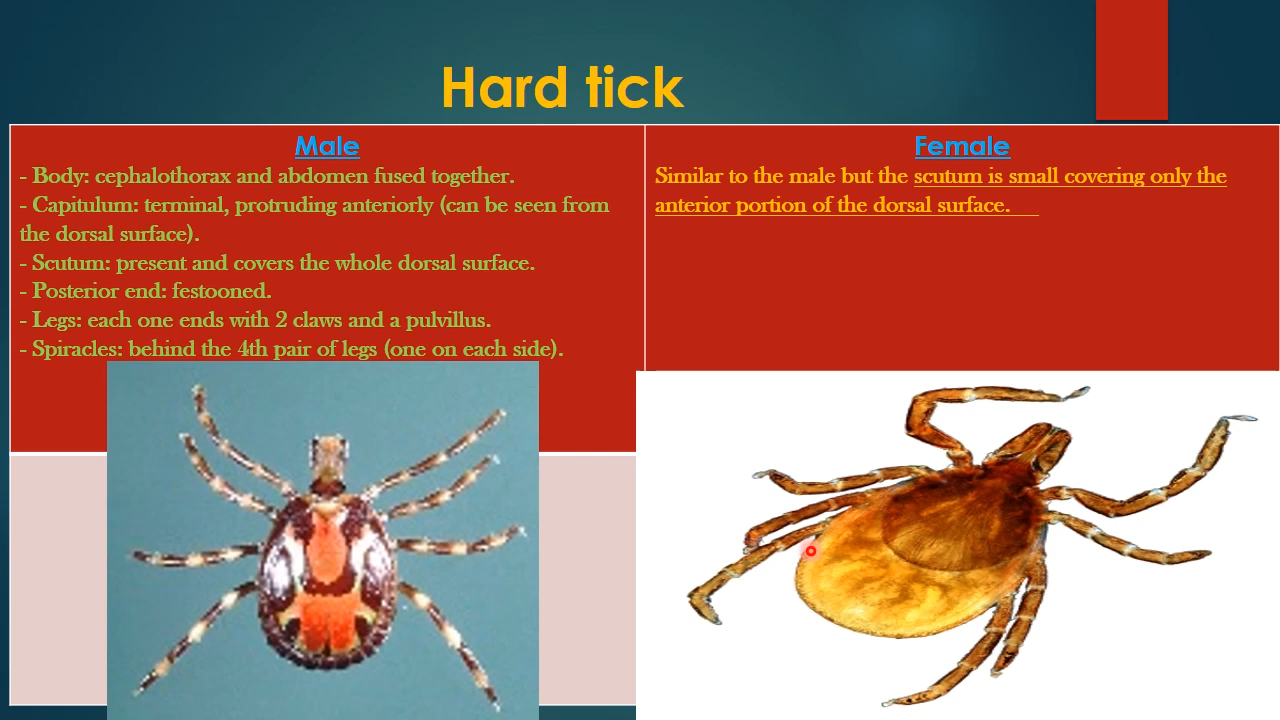 Hard tick
Male
- Body: cephalothorax and abdomen fused together.
- Capitulum: terminal, protruding anteriorly (can be seen from
the dorsal surface).
- Scutum: present and covers the whole dorsal surface.
- Posterior end: festooned.
- Legs: each one ends with 2 claws and a pulvillus.
- Spiracles: behind the 4th pair of legs (one on each side).
Female
Similar to the male but the scutum is small covering only the
anterior portion of the dorsal surface.